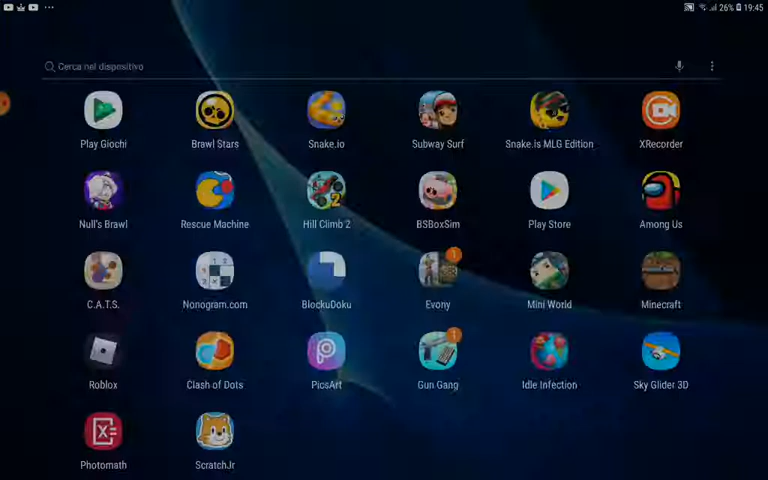 26% 19:45
Cerca nel dispositivo
Play Giochi Brawl Stars Snake.io Subway Surf Snake.is MLG Edition XRecorder
Null's Brawl Rescue Machine Hill Climb 2 BSBoxSim Play Store Among Us
1
C.A.T.S. Nonogram.com BlockuDoku Evony Mini World Minecraft
1
Roblox Clash of Dots PicsArt Gun Gang Idle Infection Sky Glider 3D
Photomath ScratchJr